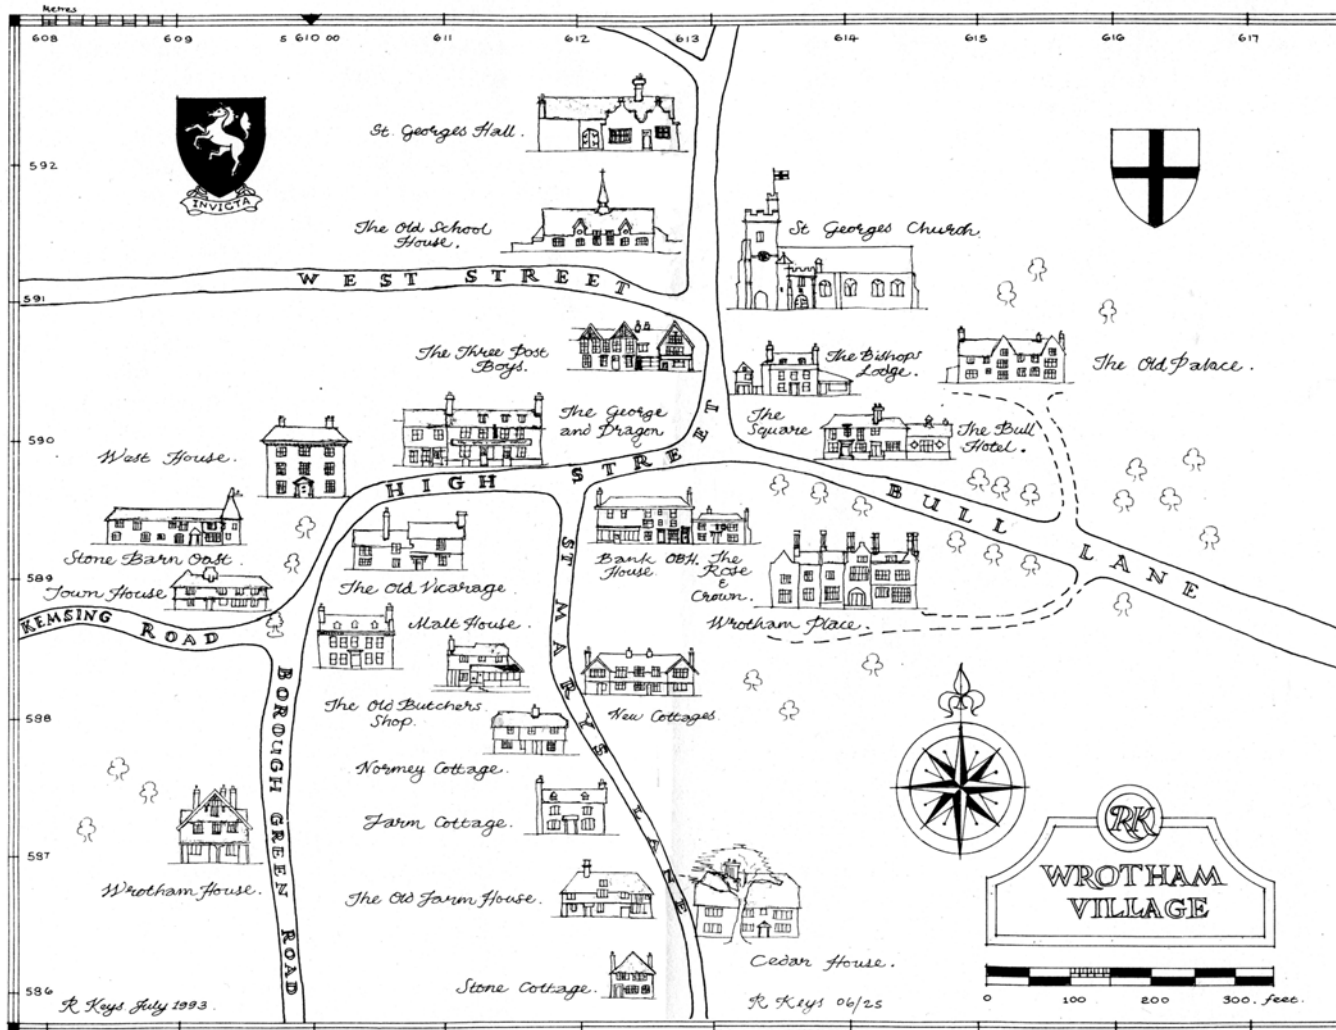 Metres
608 609 5 610 00 611 612 613 614 615 616 617
592
591
590
589
598
597
586
INVICTA
St. Georges Hall.
The Old School
House.
St Georges Church.
WEST STREET
The Three Post
Boys.
The Bishops
Lodge.
The Old Palace.
The George
and Dragon
The
Square
The Bull
Hotel.
West House.
HIGH STREET
BULL LANE
Stone Barn Oast.
Town House
KEMSING ROAD
The Old Vicarage.
Bank
House
OBH.
The
Rose
&
Crown.
Wrotham Place.
Malt House.
The Old Butchers
Shop.
ST MARYS LANE
New Cottages.
BOROUGH GREEN ROAD
Normey Cottage.
Farm Cottage.
Wrotham House.
The Old Farm House.
Cedar House.
Stone Cottage.
RK
WROTHAM
VILLAGE
0 100 200 300. feet.
R Keys July 1993.
R Keys 06/25